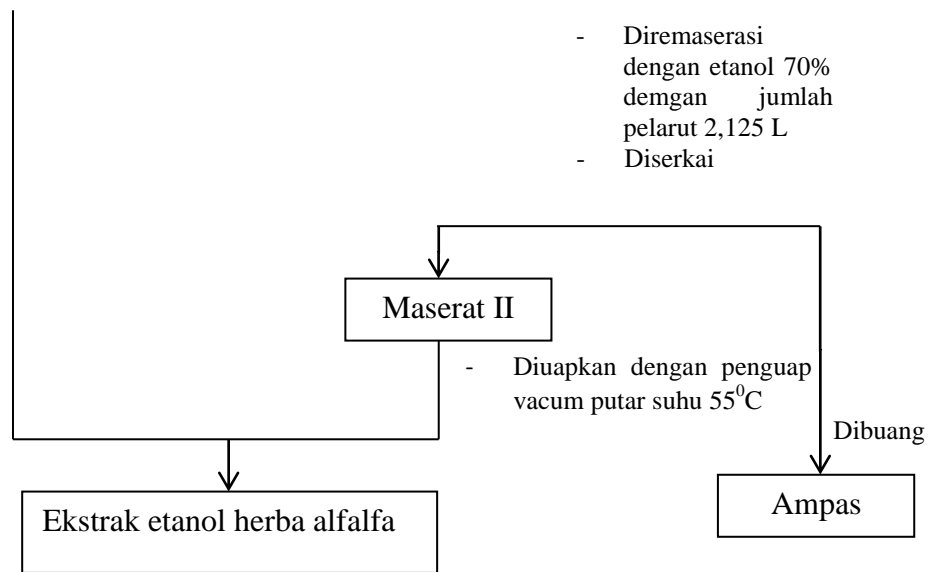 - Diremaserasi
dengan etanol 70%
demgan jumlah
pelarut 2,125 L
- Diserkai
Maserat II
- Diuapkan dengan penguap
vacum putar suhu 55⁰C
Dibuang
Ekstrak etanol herba alfalfa
Ampas